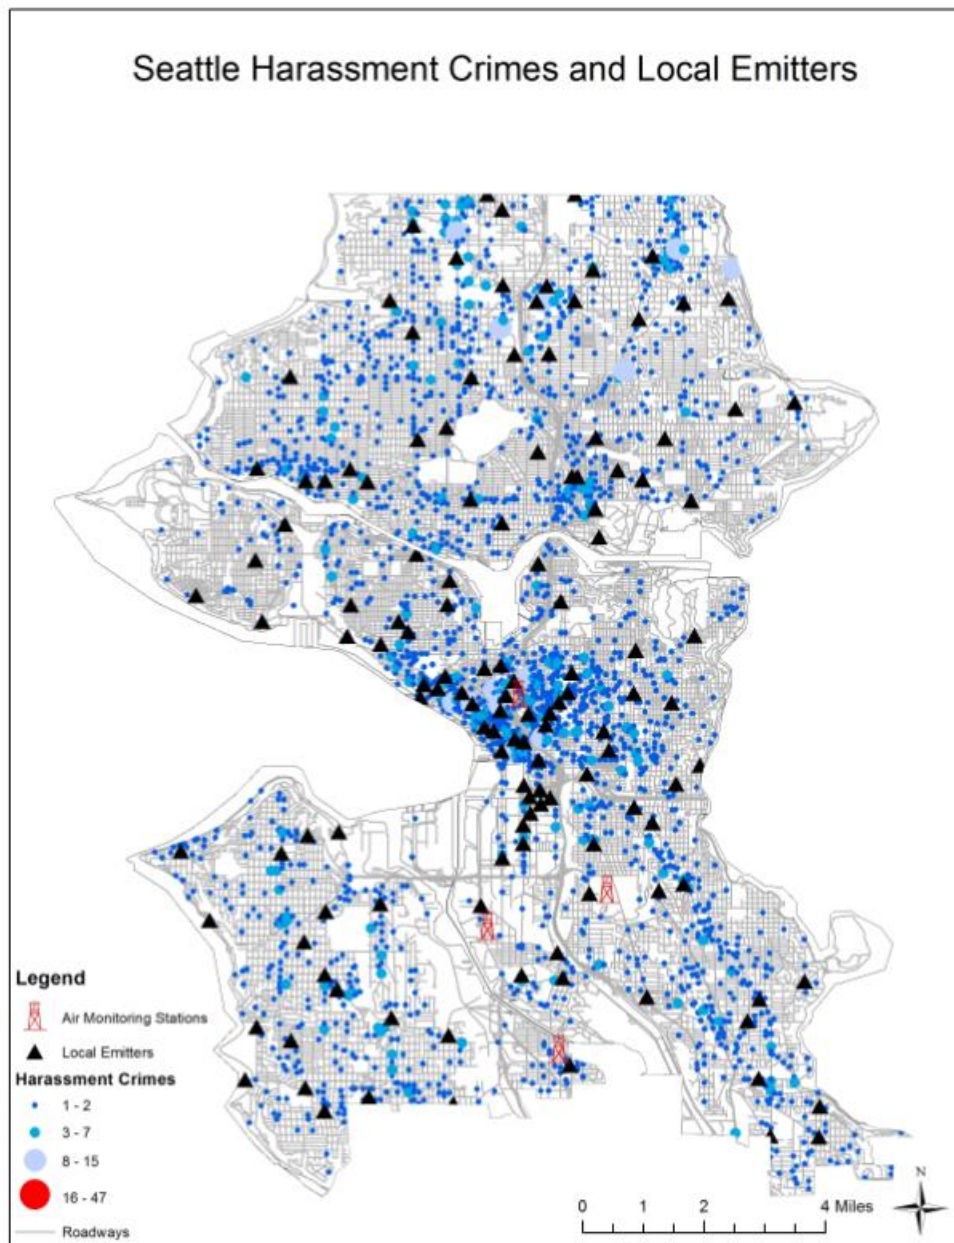 Seattle Harassment Crimes and Local Emitters
Legend
Air Monitoring Stations
Local Emitters
Harassment Crimes
1 - 2
3 - 7
8 - 15
16 - 47
Roadways
0 1 2 4 Miles
N